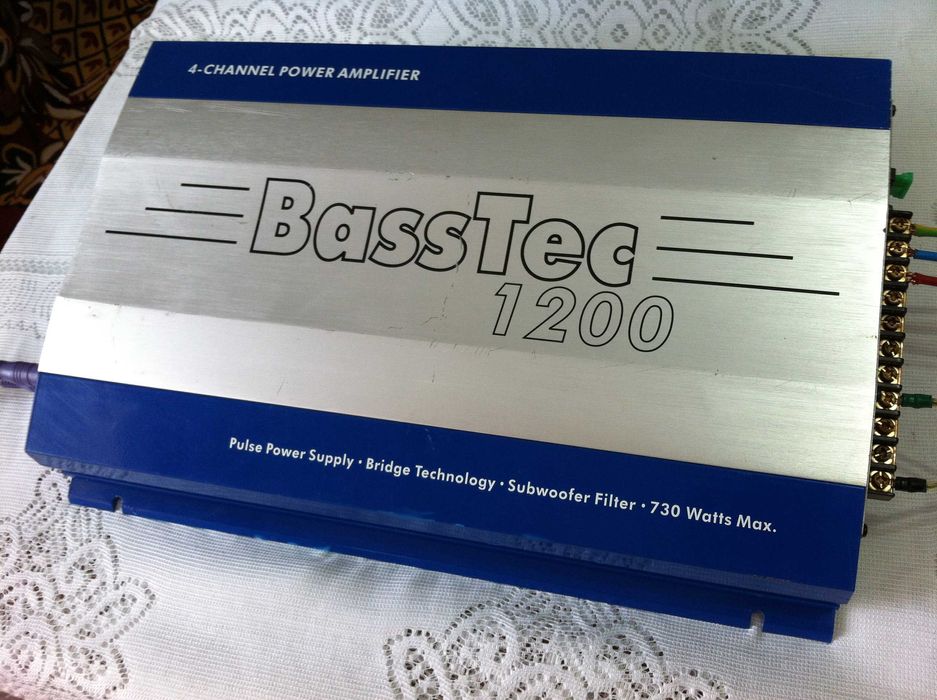 4-CHANNEL POWER AMPLIFIER
BassTec
1200
Pulse Power Supply • Bridge Technology • Subwoofer Filter • 730 Watts Max.